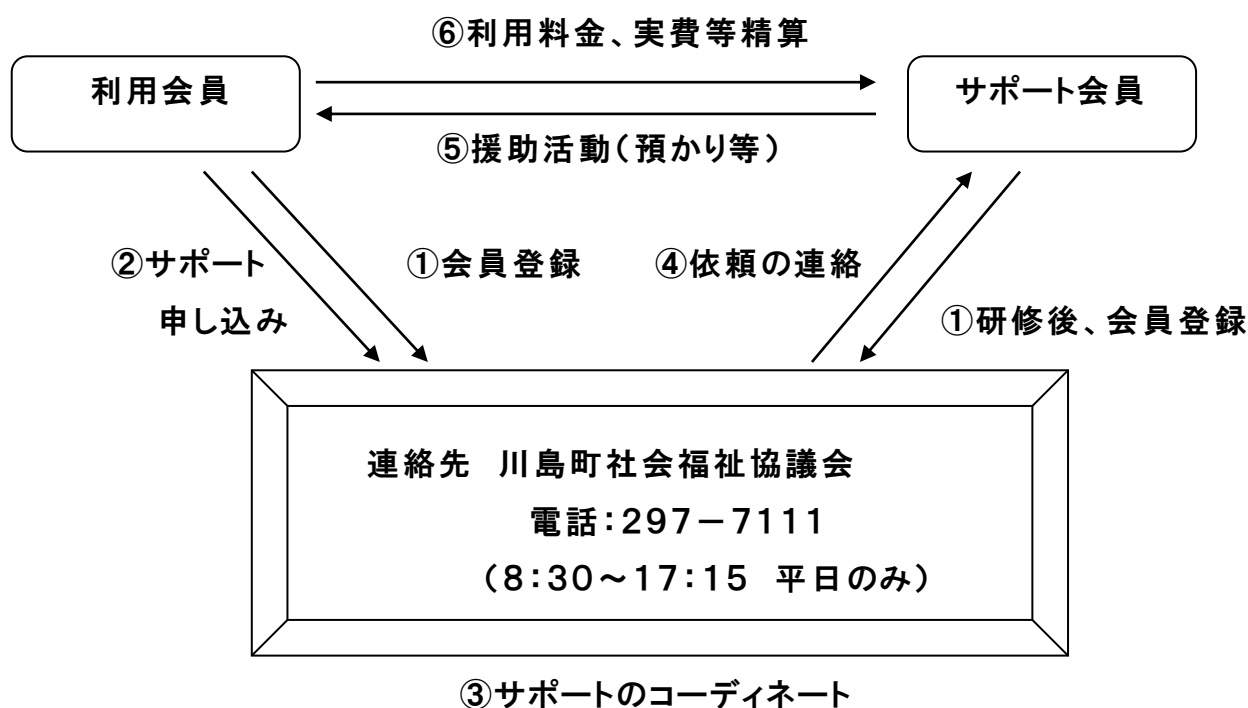 ⑥利用料金、実費等精算
利用会員
サポート会員
⑤援助活動（預かり等）
②サポート
申し込み
①会員登録
④依頼の連絡
①研修後、会員登録
連絡先　川島町社会福祉協議会
電話：２９７－７１１１
（８：３０～１７：１５　平日のみ）
③サポートのコーディネート